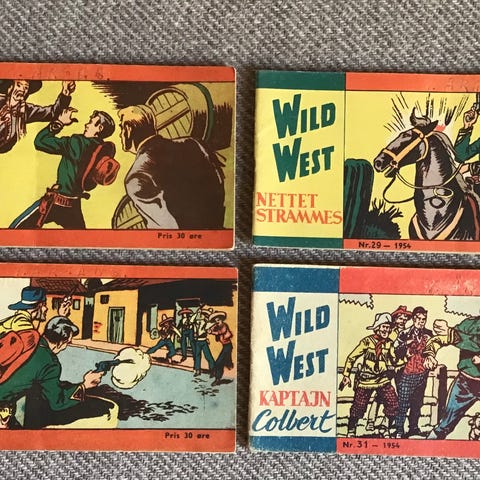 Pris 30 øre
WILD
WEST
NETTET
STRAMMES
Nr. 29 – 1954
Pris 30 øre
WILD
WEST
KAPTAJN
Colbert
Nr. 31 – 1954